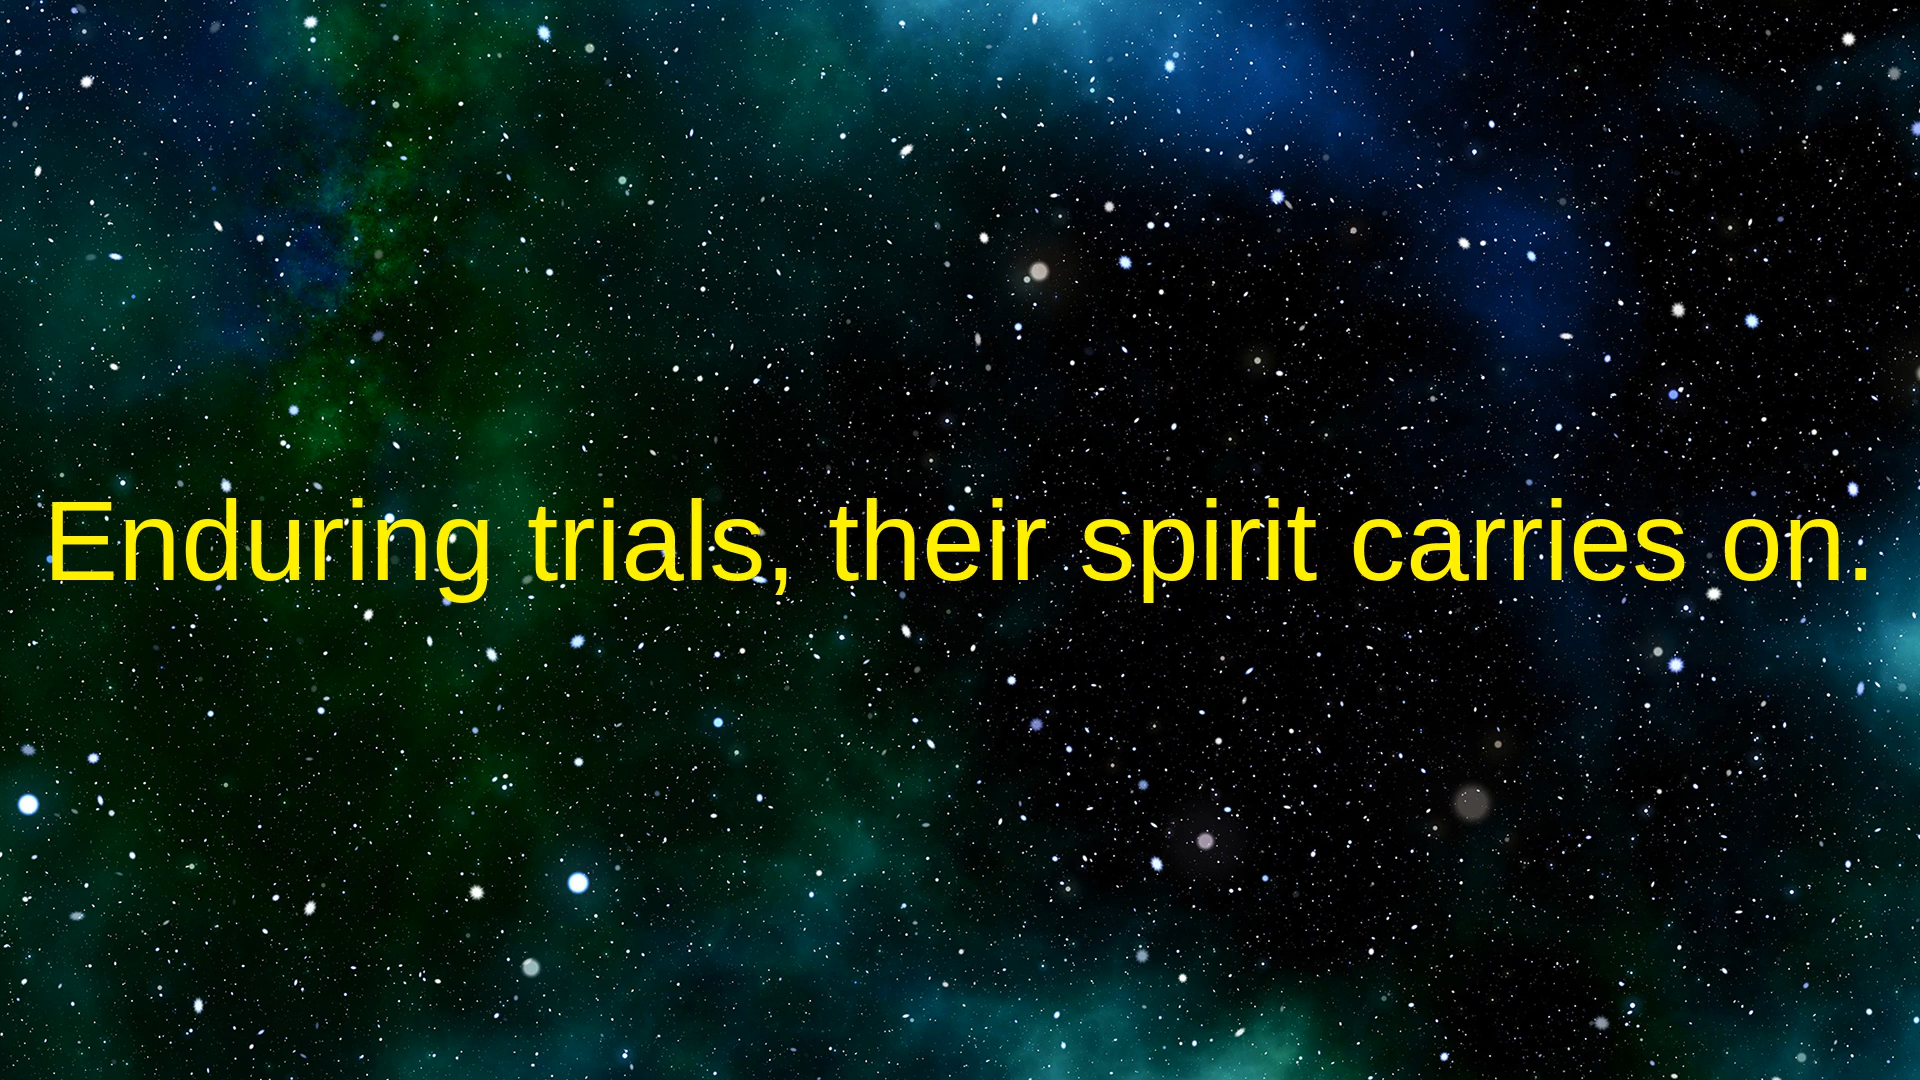 Enduring trials, their spirit carries on.